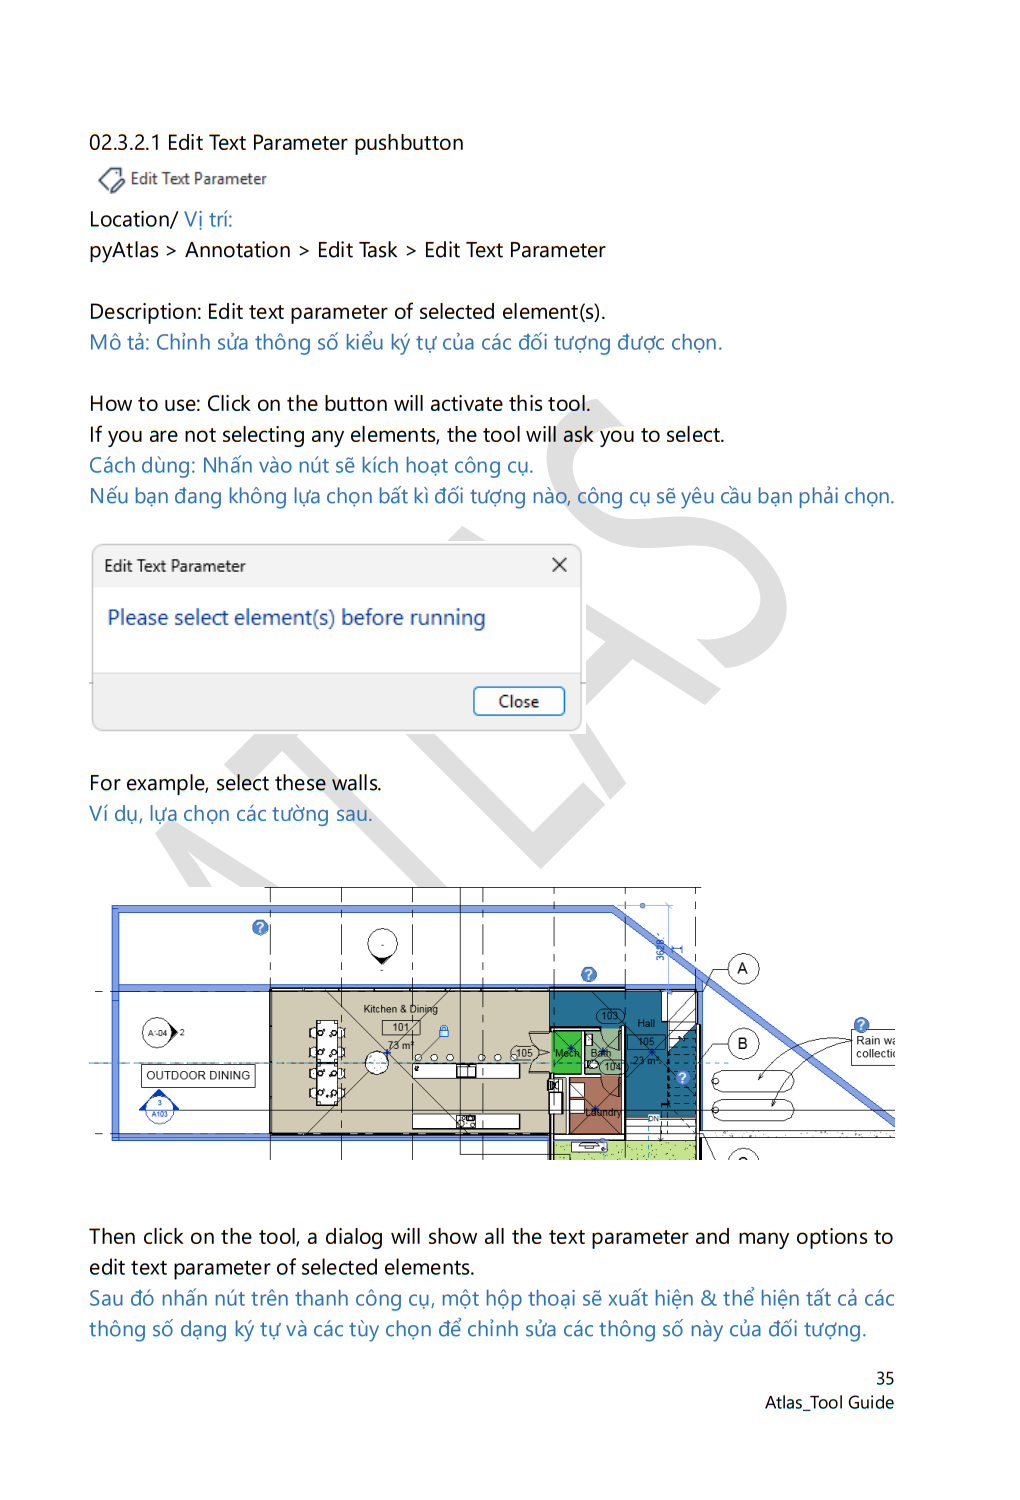 02.3.2.1 Edit Text Parameter pushbutton
Edit Text Parameter
Location/ Vị trí:
pyAtlas > Annotation > Edit Task > Edit Text Parameter
Description: Edit text parameter of selected element(s).
Mô tả: Chỉnh sửa thông số kiểu ký tự của các đối tượng được chọn.
How to use: Click on the button will activate this tool.
If you are not selecting any elements, the tool will ask you to select.
Cách dùng: Nhấn vào nút sẽ kích hoạt công cụ.
Nếu bạn đang không lựa chọn bất kì đối tượng nào, công cụ sẽ yêu cầu bạn phải chọn.
ATLAS
Edit Text Parameter
Please select element(s) before running
Close
For example, select these walls.
Ví dụ, lựa chọn các tường sau.
A
Kitchen & Dining
101
73 m²
103
Hall
105
23 m²
A-04 2
105
Mech
Bath
104
B
Rain wa
collectio
OUTDOOR DINING
3
A103
Laundry
DN
Then click on the tool, a dialog will show all the text parameter and many options to
edit text parameter of selected elements.
Sau đó nhấn nút trên thanh công cụ, một hộp thoại sẽ xuất hiện & thể hiện tất cả các
thông số dạng ký tự và các tùy chọn để chỉnh sửa các thông số này của đối tượng.
35
Atlas_Tool Guide